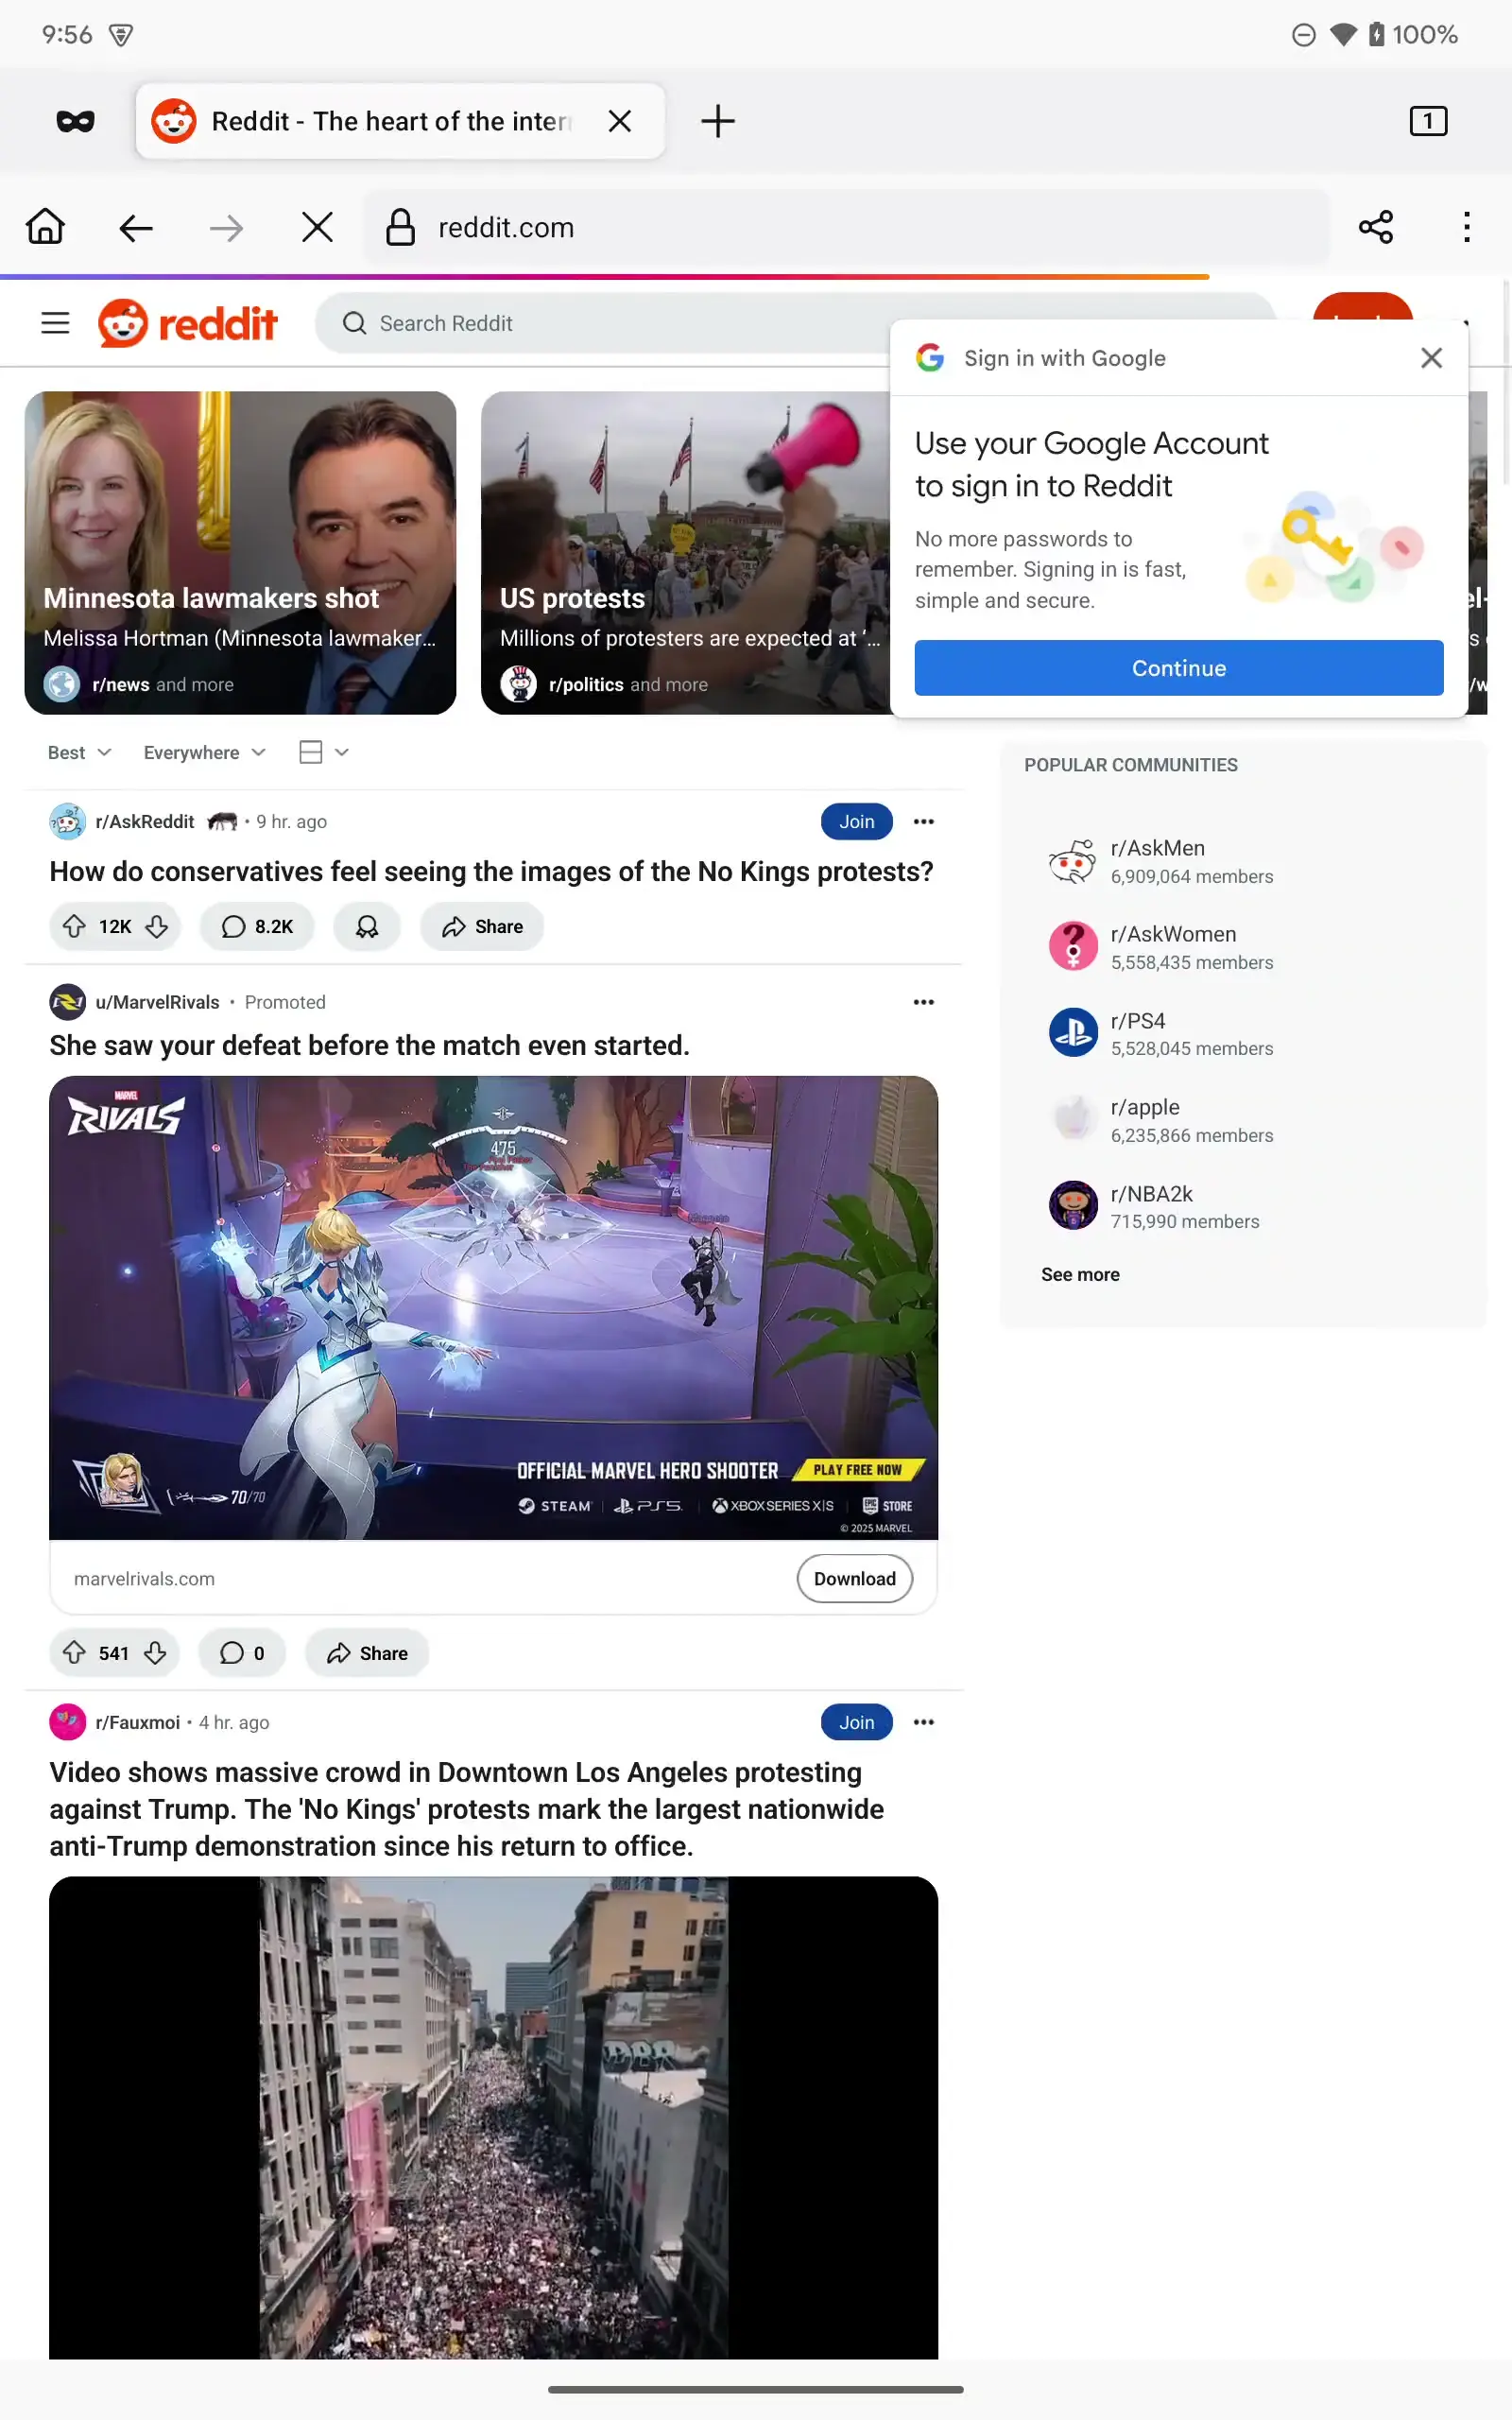 9:56
100%
Reddit - The heart of the inter
1
reddit.com
reddit
Search Reddit
Sign in with Google
Use your Google Account
to sign in to Reddit
No more passwords to
remember. Signing in is fast,
simple and secure.
Continue
Minnesota lawmakers shot
Melissa Hortman (Minnesota lawmaker...
r/news and more
US protests
Millions of protesters are expected at ‘...
r/politics and more
Best
Everywhere
r/AskReddit • 9 hr. ago
Join
How do conservatives feel seeing the images of the No Kings protests?
12K
8.2K
Share
u/MarvelRivals • Promoted
She saw your defeat before the match even started.
MARVEL
RIVALS
475
70/70
OFFICIAL MARVEL HERO SHOOTER
PLAY FREE NOW
STEAM
PS5
XBOX SERIES X|S
EPIC GAMES STORE
© 2025 MARVEL
marvelrivals.com
Download
541
0
Share
r/Fauxmoi • 4 hr. ago
Join
Video shows massive crowd in Downtown Los Angeles protesting
against Trump. The 'No Kings' protests mark the largest nationwide
anti-Trump demonstration since his return to office.
POPULAR COMMUNITIES
r/AskMen
6,909,064 members
r/AskWomen
5,558,435 members
r/PS4
5,528,045 members
r/apple
6,235,866 members
r/NBA2k
715,990 members
See more